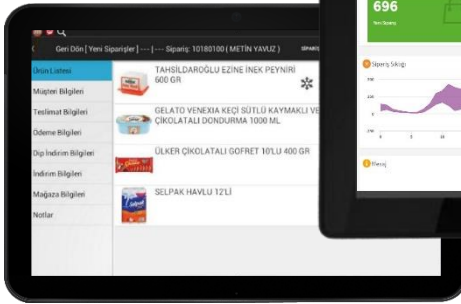 696
Yeni Sipariş
Sipariş Sıklığı
Mesaj
Geri Dön [ Yeni Siparişler ] --- | --- Sipariş: 10180100 ( METİN YAVUZ )
Ürün Listesi
Müşteri Bilgileri
Teslimat Bilgileri
Ödeme Bilgileri
Dip İndirim Bilgileri
İndirim Bilgileri
Mağaza Bilgileri
Notlar
TAHSİLDAROĞLU EZİNE İNEK PEYNİRİ
600 GR
GELATO VENEXIA KEÇİ SÜTLÜ KAYMAKLI VE
ÇİKOLATALI DONDURMA 1000 ML
ÜLKER ÇİKOLATALI GOFRET 10'LU 400 GR
SELPAK HAVLU 12'Lİ